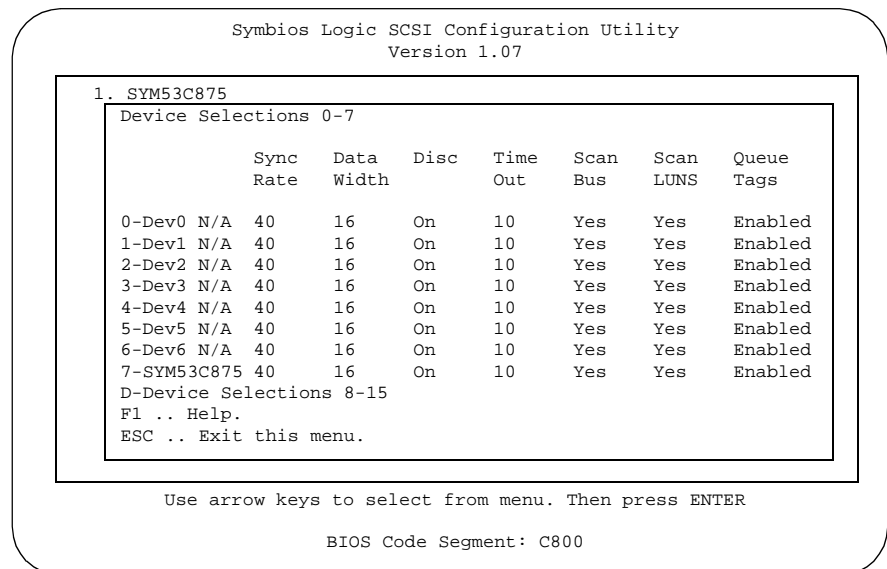 Symbios Logic SCSI Configuration Utility
Version 1.07
1. SYM53C875
Device Selections 0-7
Sync Data Disc Time Scan Scan Queue
Rate Width Out Bus LUNS Tags
0-Dev0 N/A 40 16 On 10 Yes Yes Enabled
1-Dev1 N/A 40 16 On 10 Yes Yes Enabled
2-Dev2 N/A 40 16 On 10 Yes Yes Enabled
3-Dev3 N/A 40 16 On 10 Yes Yes Enabled
4-Dev4 N/A 40 16 On 10 Yes Yes Enabled
5-Dev5 N/A 40 16 On 10 Yes Yes Enabled
6-Dev6 N/A 40 16 On 10 Yes Yes Enabled
7-SYM53C875 40 16 On 10 Yes Yes Enabled
D-Device Selections 8-15
F1 .. Help.
ESC .. Exit this menu.
Use arrow keys to select from menu. Then press ENTER
BIOS Code Segment: C800